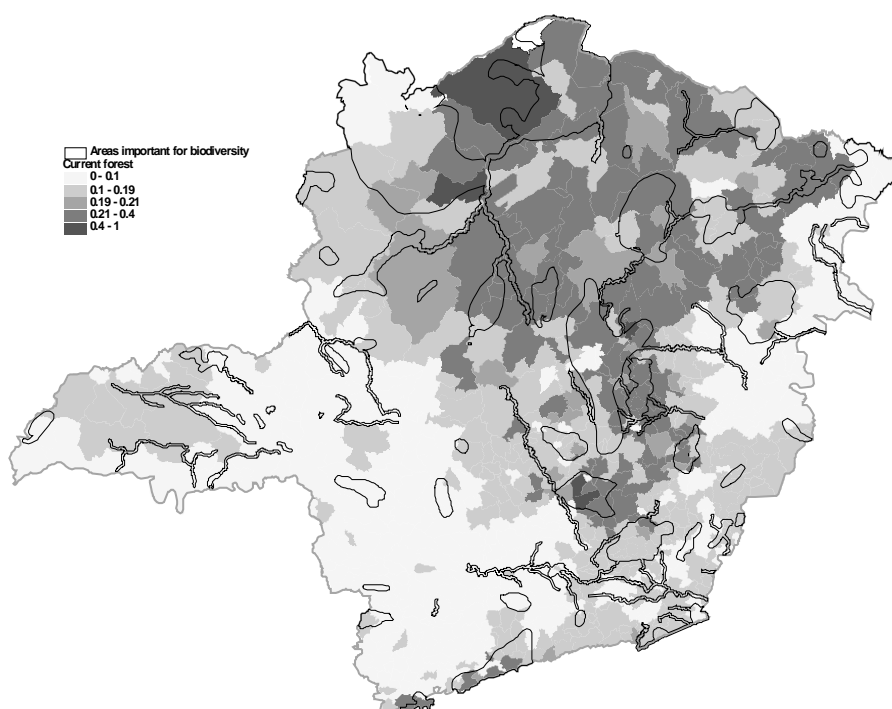 Areas important for biodiversity
Current forest
0 - 0.1
0.1 - 0.19
0.19 - 0.21
0.21 - 0.4
0.4 - 1